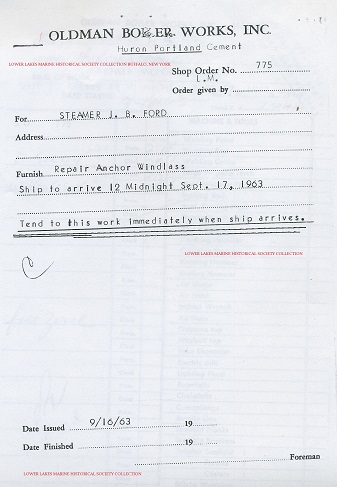 OLDMAN BOILER WORKS, INC.
Huron Portland Cement
LOWER LAKES MARINE HISTORICAL SOCIETY COLLECTION BUFFALO, NEW YORK
Shop Order No. 775
L.M.
Order given by
For STEAMER J. B. FORD
Address
Furnish Repair Anchor Windlass
Ship to arrive 12 Midnight Sept. 17, 1963
Tend to this work immediately when ship arrives.
LOWER LAKES MARINE HISTORICAL SOCIETY COLLECTION
Date Issued 9/16/63 19
Date Finished 19
Foreman
LOWER LAKES MARINE HISTORICAL SOCIETY COLLECTION